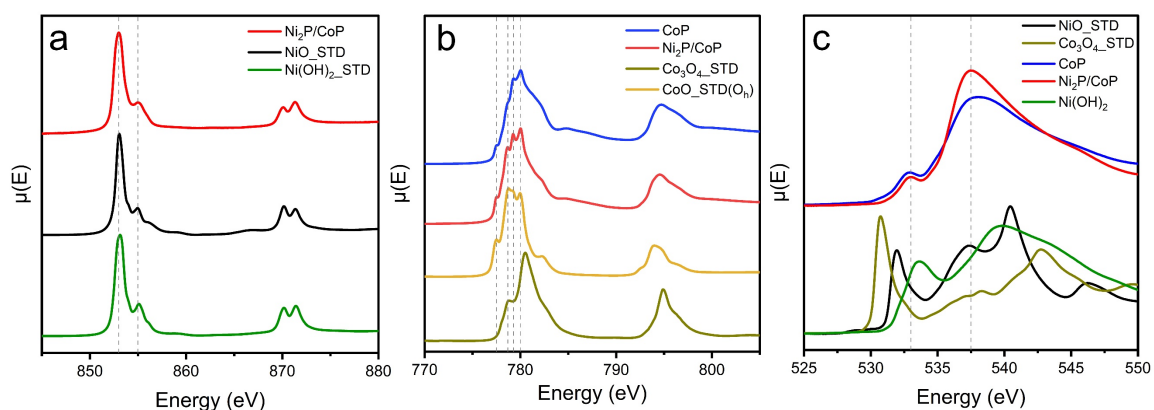 a
Ni₂P/CoP
NiO_STD
Ni(OH)₂_STD
μ(E)
850
860
870
880
Energy (eV)
b
CoP
Ni₂P/CoP
Co₃O₄_STD
CoO_STD(Oₕ)
μ(E)
770
780
790
800
Energy (eV)
c
NiO_STD
Co₃O₄_STD
CoP
Ni₂P/CoP
Ni(OH)₂
μ(E)
525
530
535
540
545
550
Energy (eV)